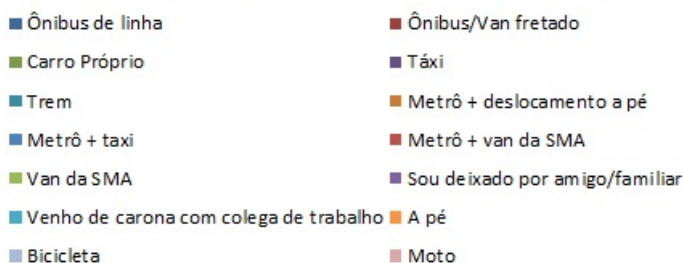 Ônibus de linha Ônibus/Van fretado
Carro Próprio Táxi
Trem Metrô + deslocamento a pé
Metrô + taxi Metrô + van da SMA
Van da SMA Sou deixado por amigo/familiar
Venho de carona com colega de trabalho A pé
Bicicleta Moto